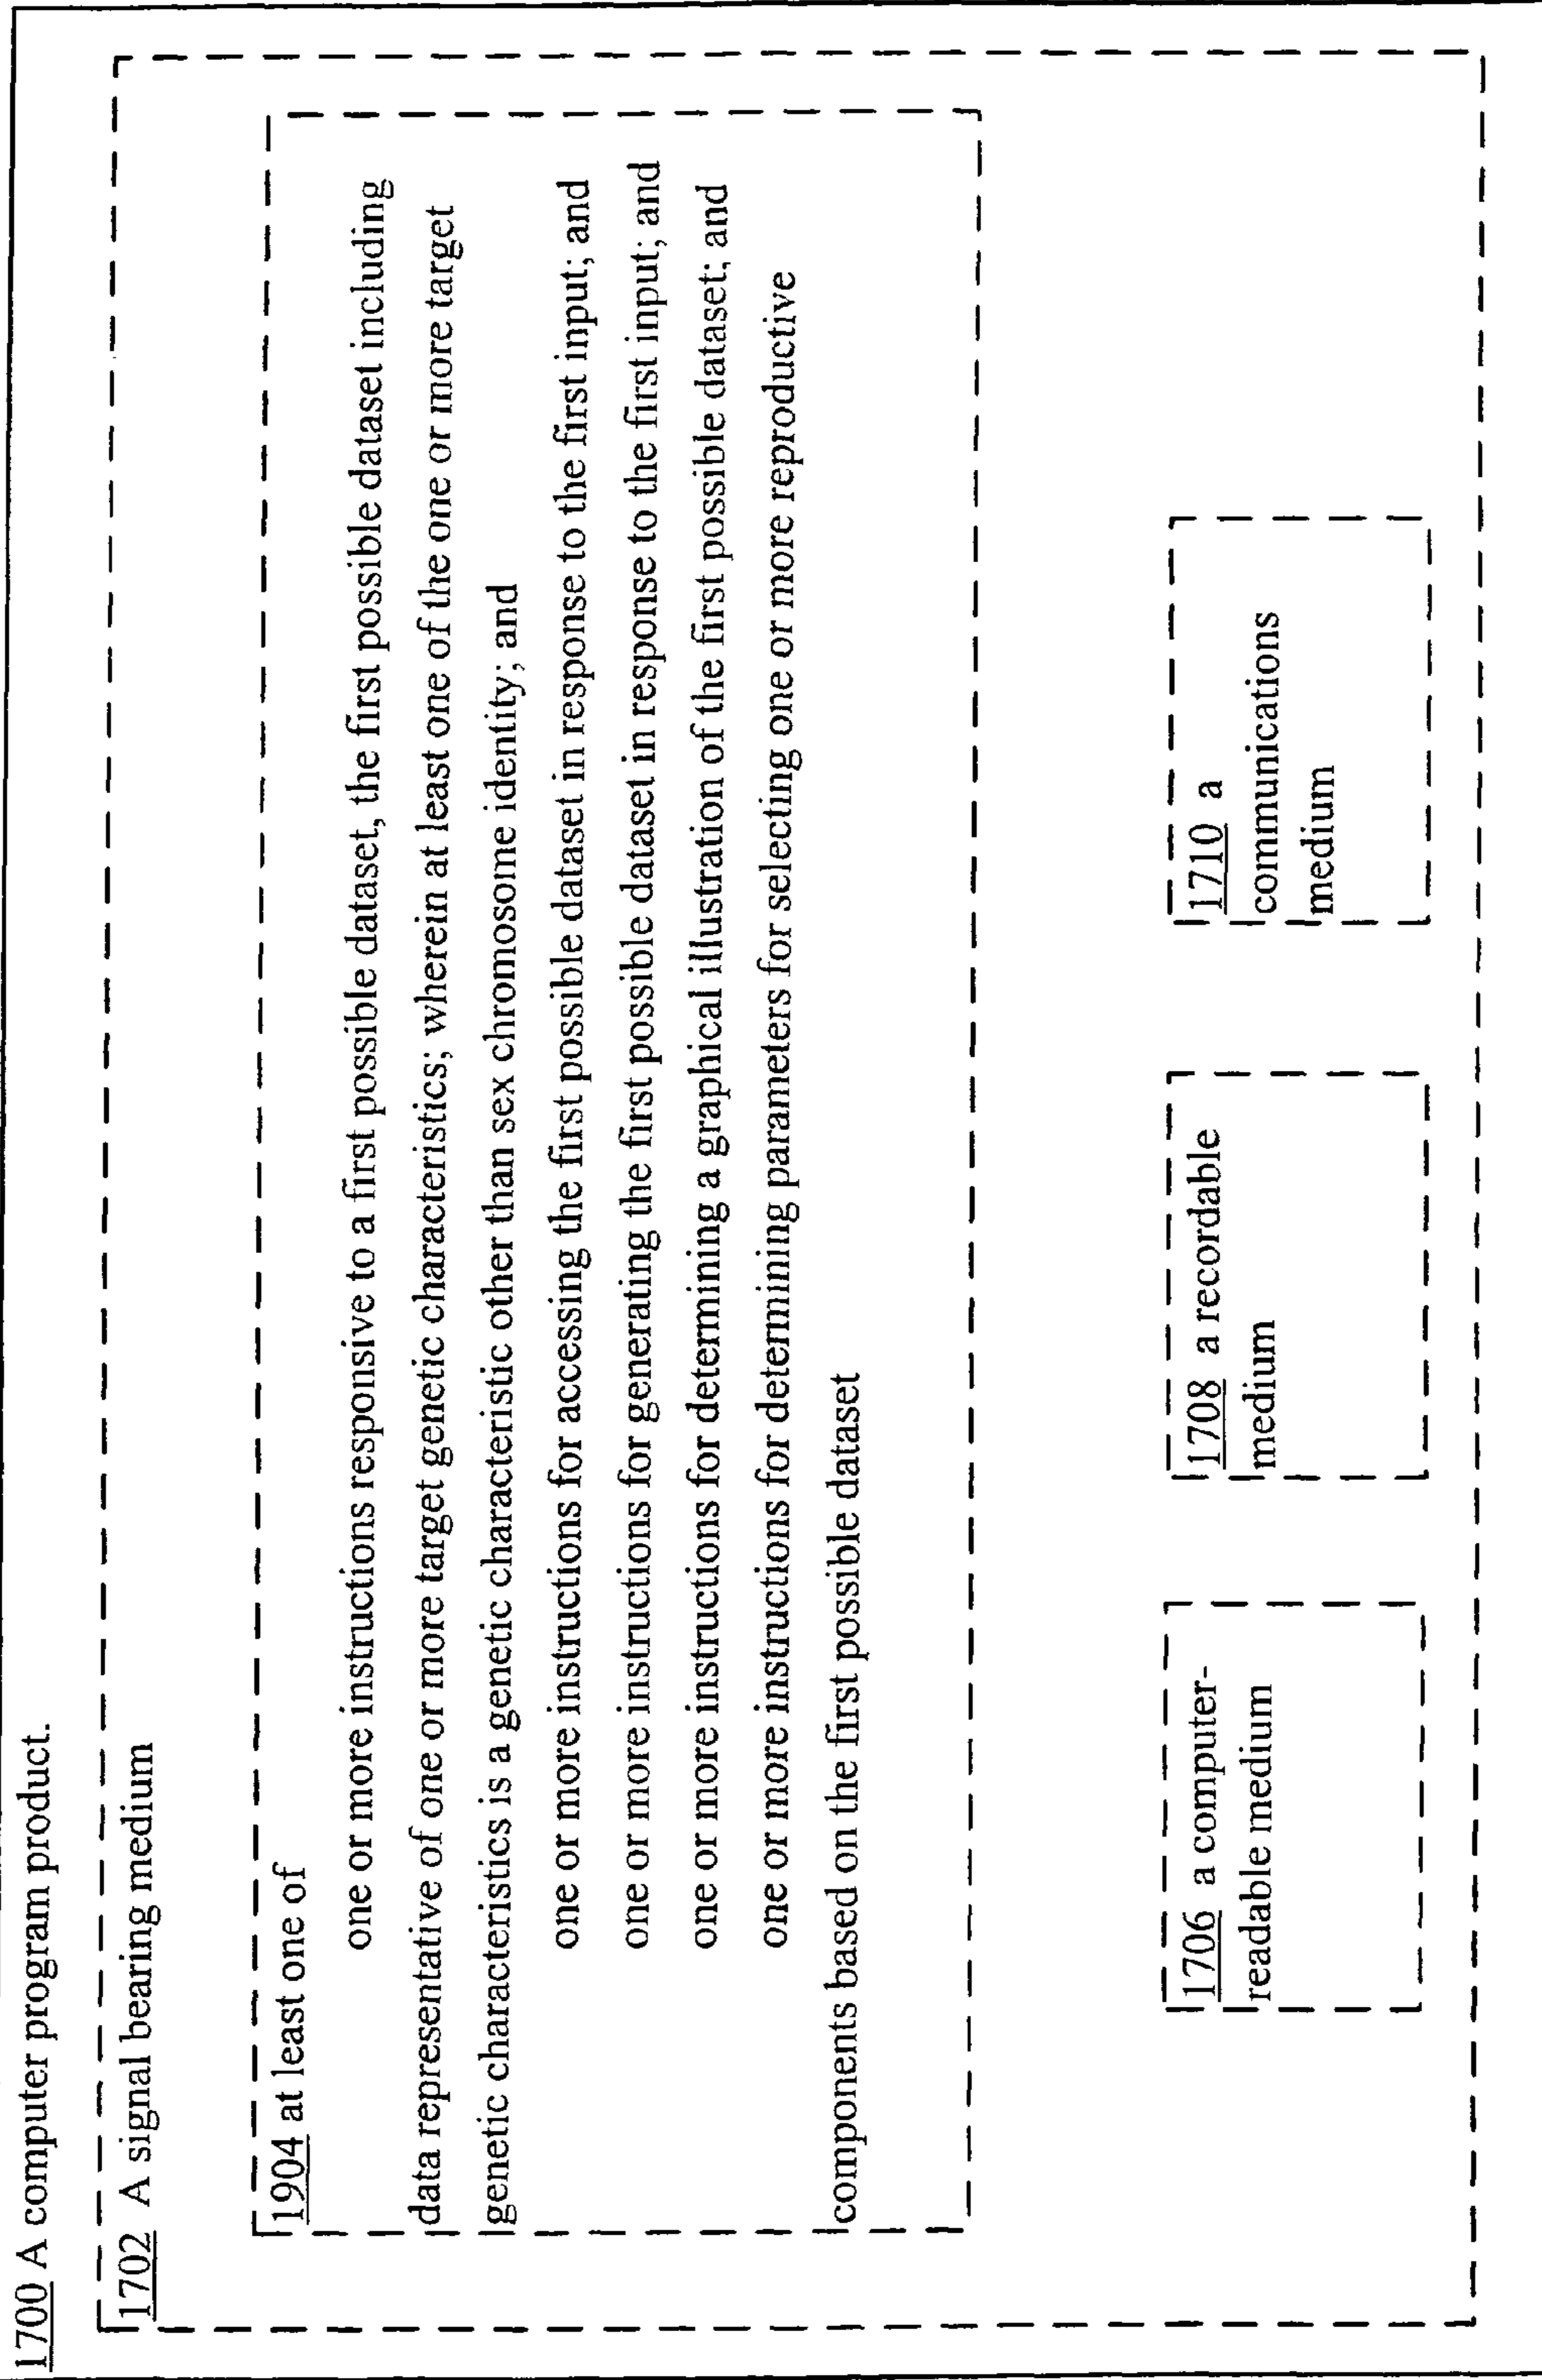 1700 A computer program product.
1702 A signal bearing medium
1904 at least one of
one or more instructions responsive to a first possible dataset, the first possible dataset including
data representative of one or more target genetic characteristics; wherein at least one of the one or more target
genetic characteristics is a genetic characteristic other than sex chromosome identity; and
one or more instructions for accessing the first possible dataset in response to the first input; and
one or more instructions for generating the first possible dataset in response to the first input; and
one or more instructions for determining a graphical illustration of the first possible dataset; and
one or more instructions for determining parameters for selecting one or more reproductive
components based on the first possible dataset
1706 a computer-
readable medium
1708 a recordable
medium
1710 a
communications
medium